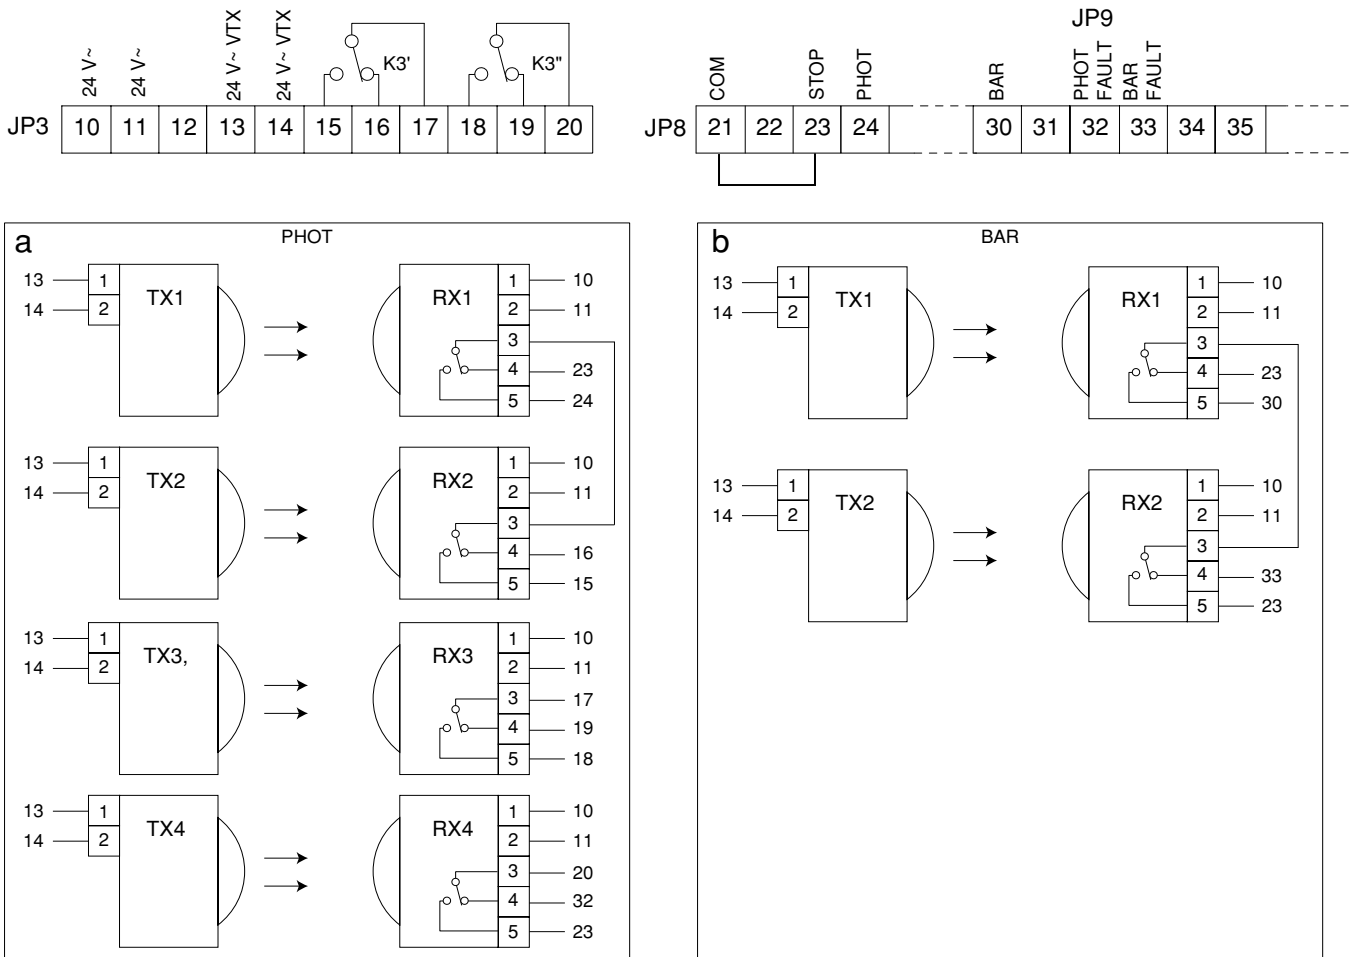 JP9
24 V~
24 V~
24 V~ VTX
24 V~ VTX
K3'
K3"
COM
STOP
PHOT
BAR
PHOT
FAULT
BAR
FAULT
JP3 10 11 12 13 14 15 16 17 18 19 20
JP8 21 22 23 24 30 31 32 33 34 35
a PHOT
13 1 TX1 RX1 1 10
14 2 2 11
3
4 23
5 24
13 1 TX2 RX2 1 10
14 2 2 11
3
4 16
5 15
13 1 TX3, RX3 1 10
14 2 2 11
3 17
4 19
5 18
13 1 TX4 RX4 1 10
14 2 2 11
3 20
4 32
5 23
b BAR
13 1 TX1 RX1 1 10
14 2 2 11
3
4 23
5 30
13 1 TX2 RX2 1 10
14 2 2 11
3
4 33
5 23